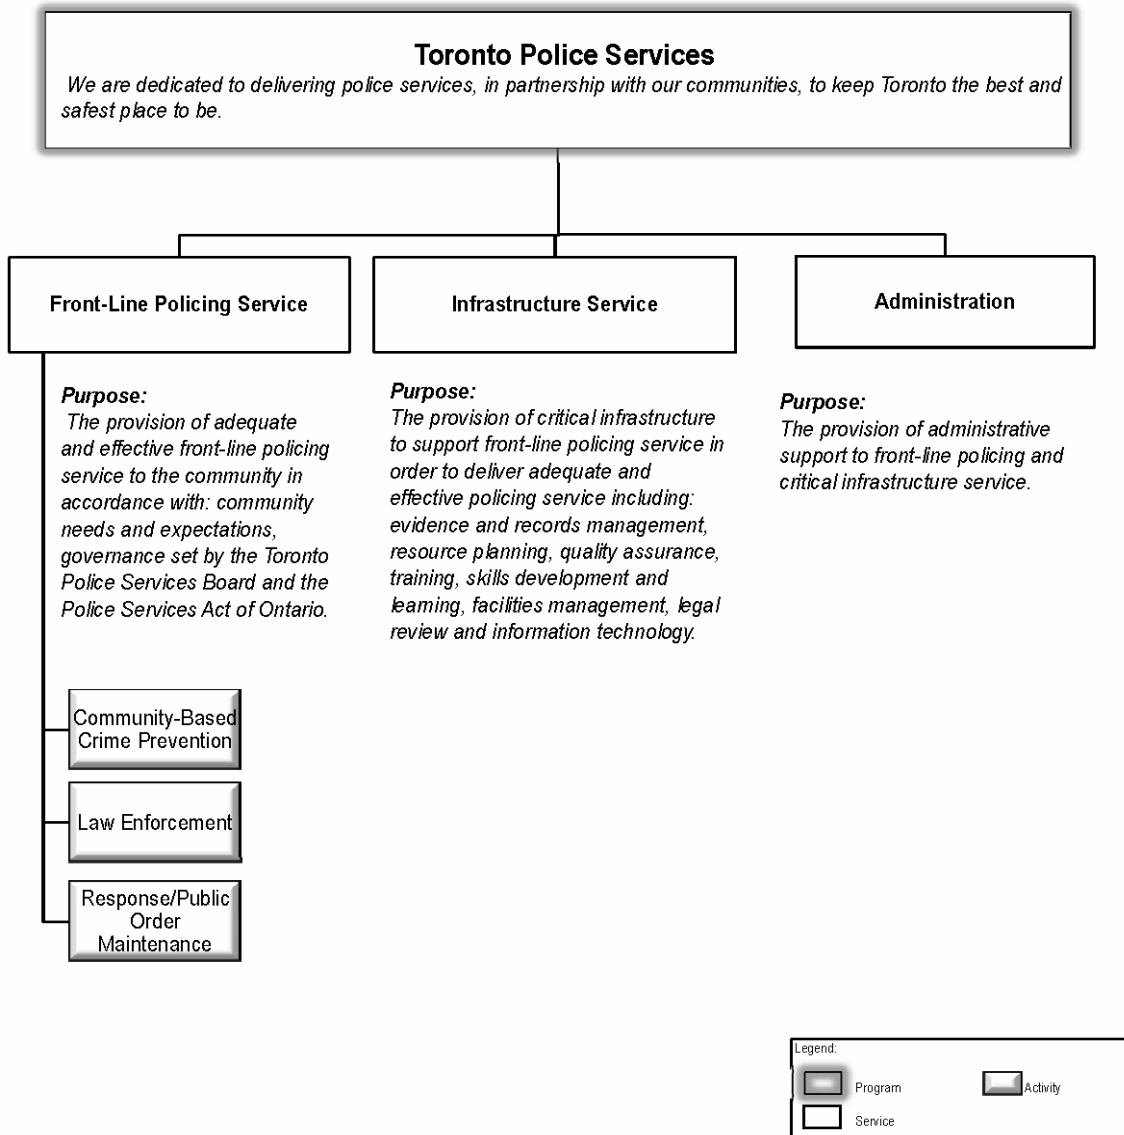 Toronto Police Services
We are dedicated to delivering police services, in partnership with our communities, to keep Toronto the best and
safest place to be.
Front-Line Policing Service
Infrastructure Service
Administration
Purpose:
The provision of adequate
and effective front-line policing
service to the community in
accordance with: community
needs and expectations,
governance set by the Toronto
Police Services Board and the
Police Services Act of Ontario.
Purpose:
The provision of critical infrastructure
to support front-line policing service in
order to deliver adequate and
effective policing service including:
evidence and records management,
resource planning, quality assurance,
training, skills development and
learning, facilities management, legal
review and information technology.
Purpose:
The provision of administrative
support to front-line policing and
critical infrastructure service.
Community-Based
Crime Prevention
Law Enforcement
Response/Public
Order
Maintenance
Legend:
Program
Activity
Service